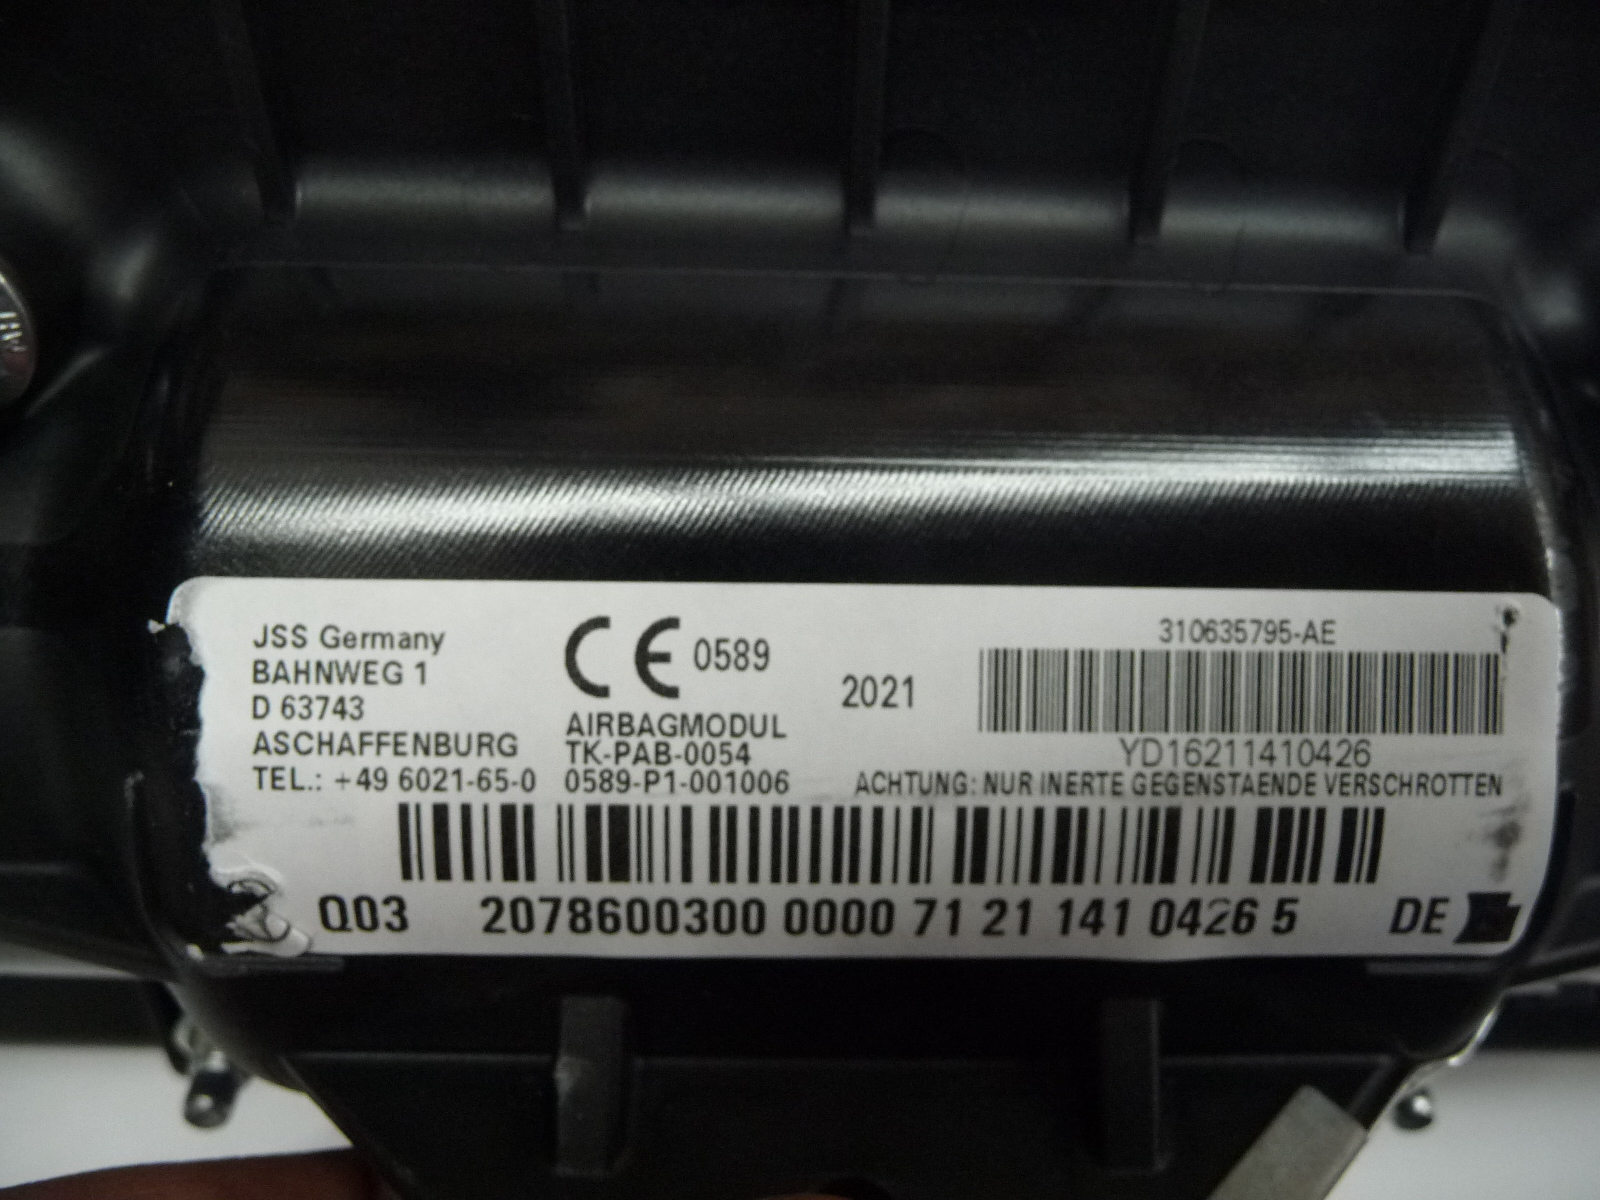 JSS Germany
BAHNWEG 1
D 63743
ASCHAFFENBURG
TEL.: +49 6021-65-0
CE 0589
AIRBAGMODUL
TK-PAB-0054
0589-P1-001006
2021
310635795-AE
YD16211410426
ACHTUNG: NUR INERTE GEGENSTAENDE VERSCHROTTEN
Q03 2078600300 0000 71 21 141 0426 5 DE